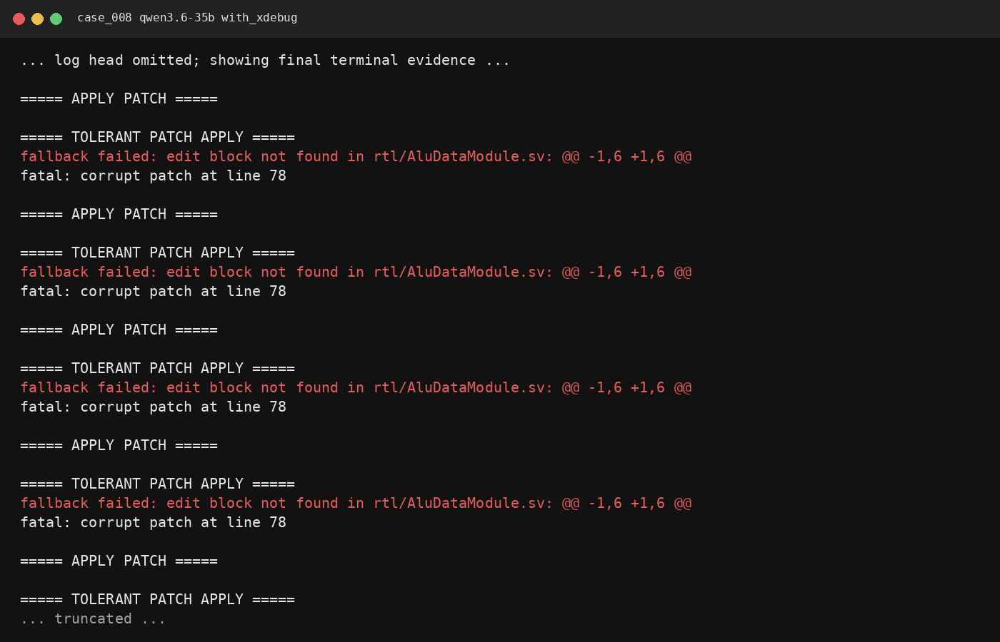 case_008 qwen3.6-35b with_xdebug
... log head omitted; showing final terminal evidence ...
===== APPLY PATCH =====
===== TOLERANT PATCH APPLY =====
fallback failed: edit block not found in rtl/AluDataModule.sv: @@ -1,6 +1,6 @@
fatal: corrupt patch at line 78
===== APPLY PATCH =====
===== TOLERANT PATCH APPLY =====
fallback failed: edit block not found in rtl/AluDataModule.sv: @@ -1,6 +1,6 @@
fatal: corrupt patch at line 78
===== APPLY PATCH =====
===== TOLERANT PATCH APPLY =====
fallback failed: edit block not found in rtl/AluDataModule.sv: @@ -1,6 +1,6 @@
fatal: corrupt patch at line 78
===== APPLY PATCH =====
===== TOLERANT PATCH APPLY =====
fallback failed: edit block not found in rtl/AluDataModule.sv: @@ -1,6 +1,6 @@
fatal: corrupt patch at line 78
===== APPLY PATCH =====
===== TOLERANT PATCH APPLY =====
... truncated ...